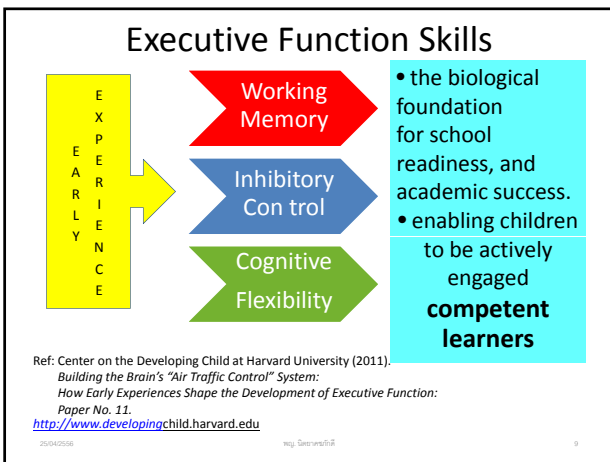 Executive Function Skills
EARLY
EXPERIENCE
Working
Memory
Inhibitory
Con trol
Cognitive
Flexibility
• the biological
foundation
for school
readiness, and
academic success.
• enabling children
to be actively
engaged
competent
learners
Ref: Center on the Developing Child at Harvard University (2011).
Building the Brain's “Air Traffic Control” System:
How Early Experiences Shape the Development of Executive Function:
Paper No. 11.
http://www.developingchild.harvard.edu
25/04/2556
9